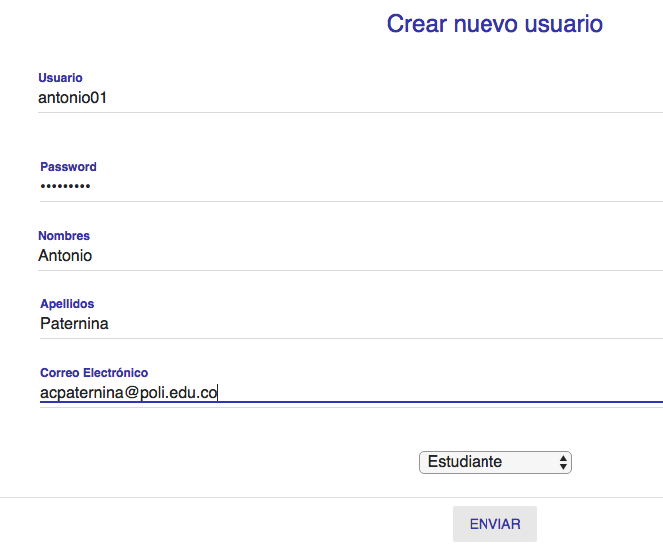 Crear nuevo usuario
Usuario
antonio01
Password
•••••••••
Nombres
Antonio
Apellidos
Paternina
Correo Electrónico
acpaternina@poli.edu.co
Estudiante
ENVIAR